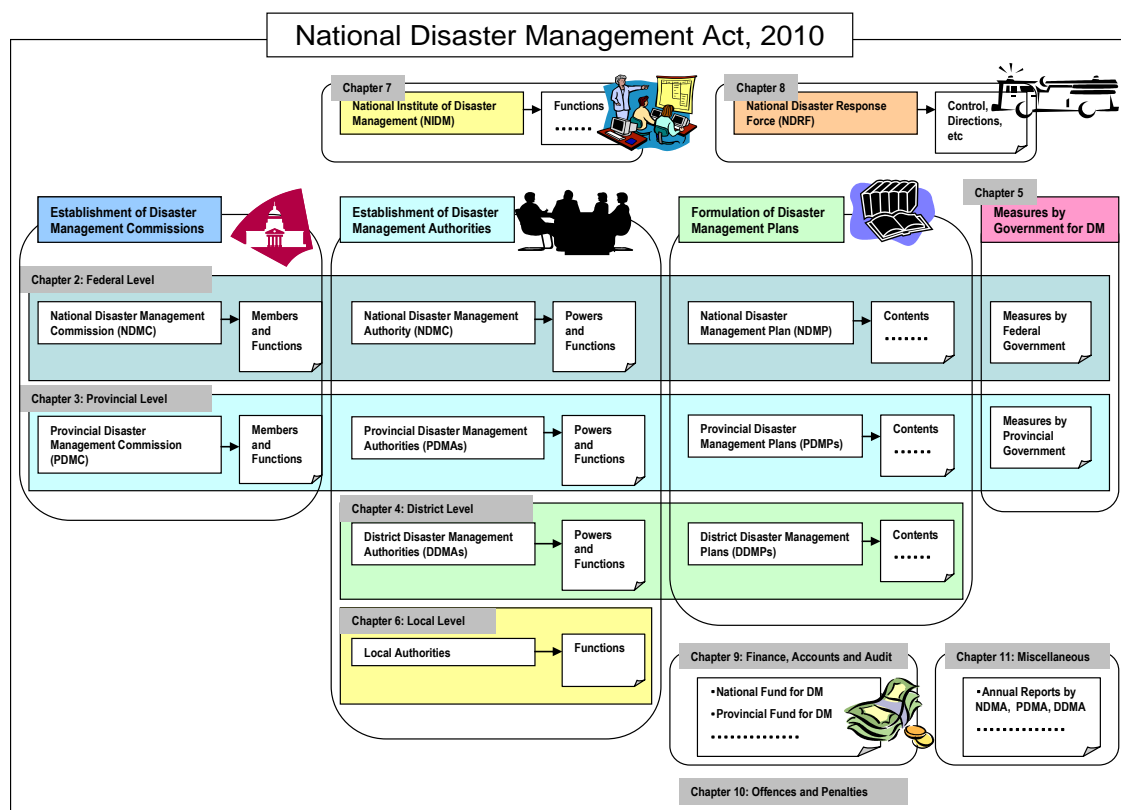 National Disaster Management Act, 2010
Chapter 7
National Institute of Disaster
Management (NIDM)
Functions
……
Chapter 8
National Disaster Response
Force (NDRF)
Control,
Directions,
etc
Establishment of Disaster
Management Commissions
Establishment of Disaster
Management Authorities
Formulation of Disaster
Management Plans
Chapter 5
Measures by
Government for DM
Chapter 2: Federal Level
National Disaster Management
Commission (NDMC)
Members
and
Functions
National Disaster Management
Authority (NDMC)
Powers
and
Functions
National Disaster
Management Plan (NDMP)
Contents
…….
Measures by
Federal
Government
Chapter 3: Provincial Level
Provincial Disaster
Management Commission
(PDMC)
Members
and
Functions
Provincial Disaster Management
Authorities (PDMAs)
Powers
and
Functions
Provincial Disaster
Management Plans (PDMPs)
Contents
……
Measures by
Provincial
Government
Chapter 4: District Level
District Disaster Management
Authorities (DDMAs)
Powers
and
Functions
District Disaster Management
Plans (DDMPs)
Contents
……
Chapter 6: Local Level
Local Authorities
Functions
Chapter 9: Finance, Accounts and Audit
▪National Fund for DM
▪Provincial Fund for DM
……………
Chapter 11: Miscellaneous
▪Annual Reports by
NDMA, PDMA, DDMA
……………
Chapter 10: Offences and Penalties